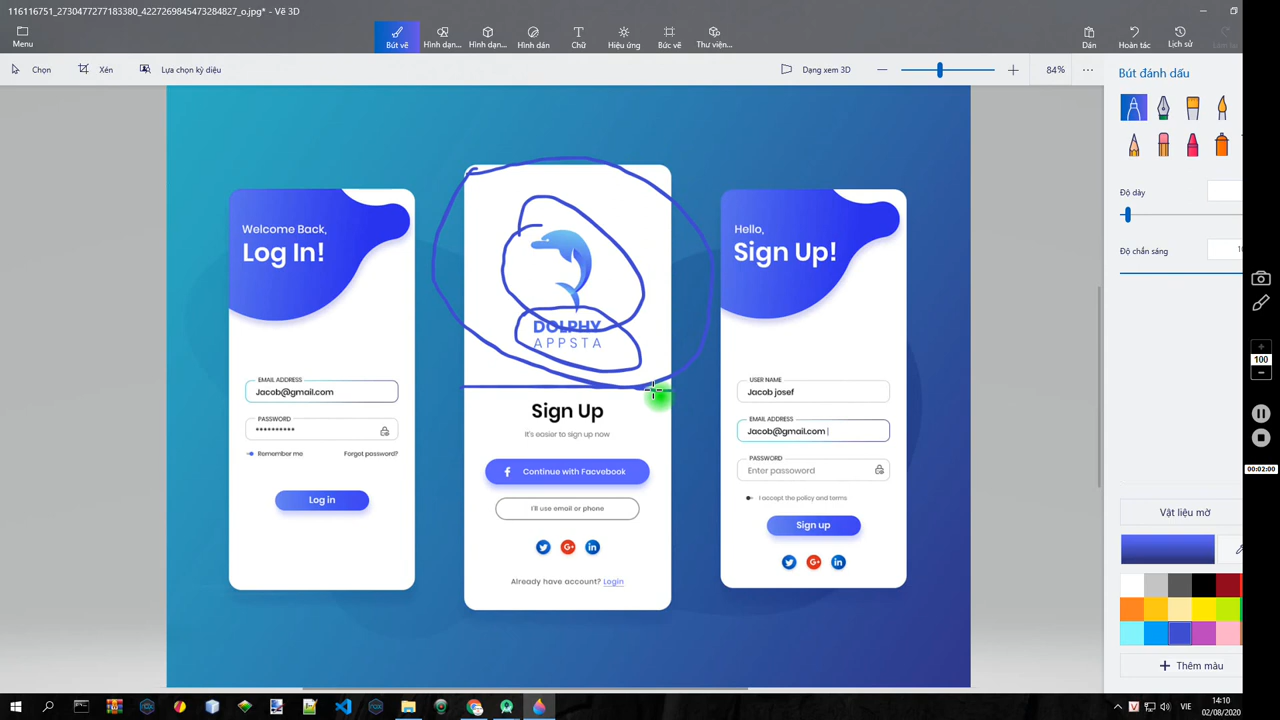 116116751_2730477277183380_4227269845473284827_o.jpg* - Vẽ 3D
Menu
Bút vẽ
Hình dạn...
Hình dạn...
Hình dán
Chữ
Hiệu ứng
Bức vẽ
Thư viện...
Dán
Hoàn tác
Lịch sử
Chọn
Xén
Lựa chọn kỳ diệu
Dạng xem 3D
84%
Bút đánh dấu
Độ dày
Độ chắn sáng
Vật liệu mờ
Thêm màu
Welcome Back,
Log In!
EMAIL ADDRESS
Jacob@gmail.com
PASSWORD
Remember me
Forgot password?
Log in
DOLPHY
APPSTA
Sign Up
It's easier to sign up now
Continue with Facvebook
I'll use email or phone
Already have account? Login
Hello,
Sign Up!
USER NAME
Jacob josef
EMAIL ADDRESS
Jacob@gmail.com
PASSWORD
Enter password
I accept the policy and terms
Sign up
100
00:02:00
VIE
14:10
02/08/2020